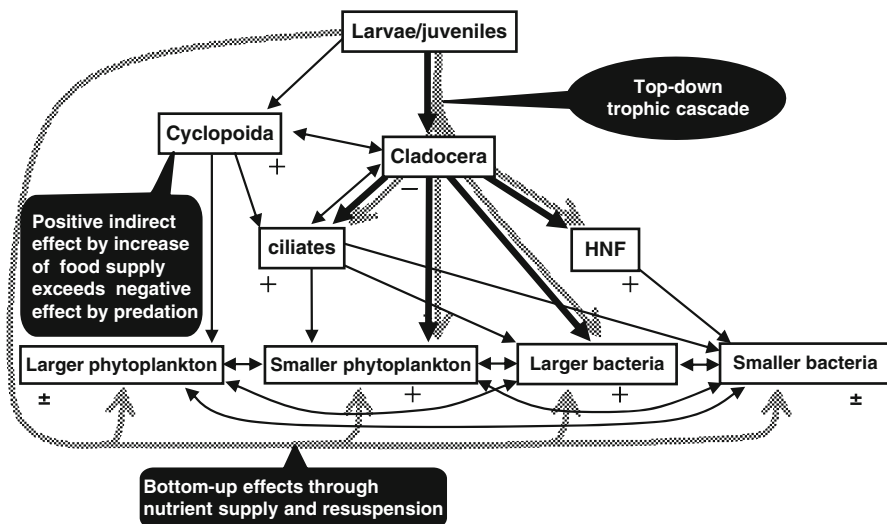 Larvae/juveniles
Top-down
trophic cascade
Cyclopoida
+
Cladocera
−
Positive indirect
effect by increase
of food supply
exceeds negative
effect by predation
ciliates
+
HNF
+
Larger phytoplankton
±
Smaller phytoplankton
+
Larger bacteria
+
Smaller bacteria
±
Bottom-up effects through
nutrient supply and resuspension